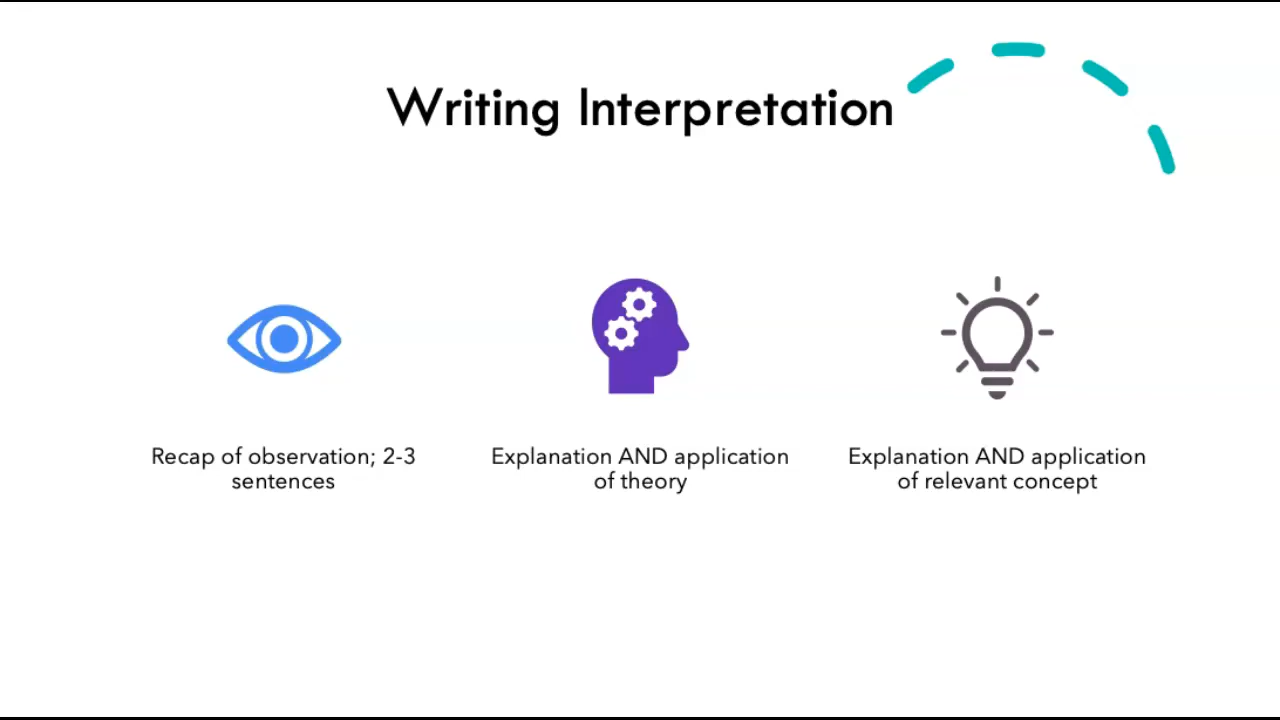 Writing Interpretation
Recap of observation; 2-3
sentences
Explanation AND application
of theory
Explanation AND application
of relevant concept